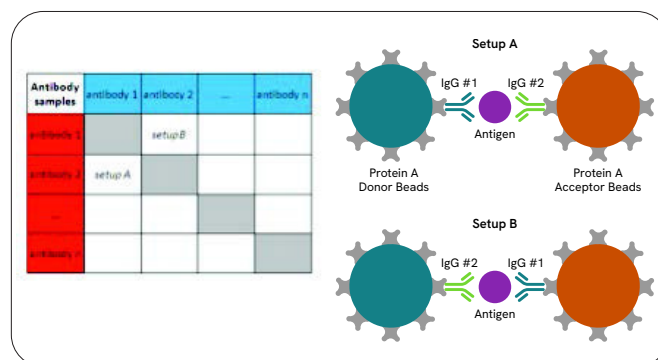 Antibody samples | antibody 1 | antibody 2 | ... | antibody n
antibody 1 | setup B
antibody 2 | setup A
...
antibody n
Setup A
IgG #1
IgG #2
Antigen
Protein A
Donor Beads
Protein A
Acceptor Beads
Setup B
IgG #2
IgG #1
Antigen